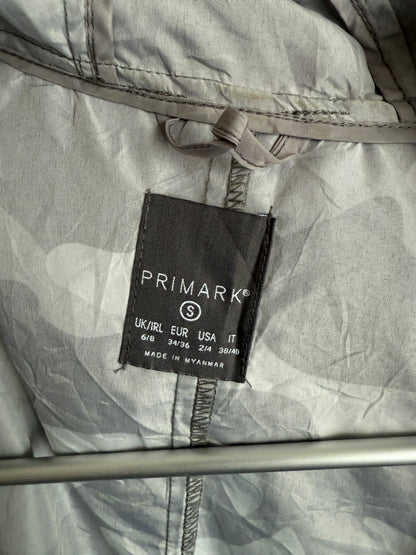 PRIMARK®
S
UK/IRL EUR USA IT
6/8 34/36 2/4 38/40
MADE IN MYANMAR